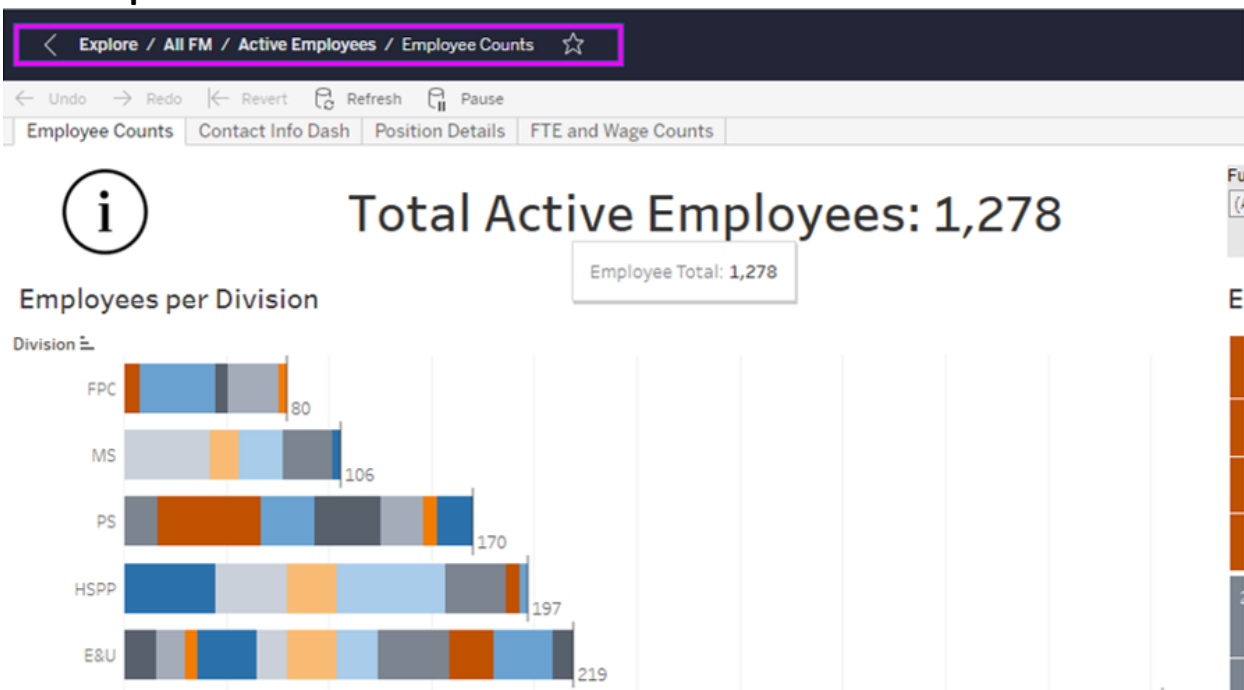 Explore / All FM / Active Employees / Employee Counts
Undo Redo Revert Refresh Pause
Employee Counts Contact Info Dash Position Details FTE and Wage Counts
i
Total Active Employees: 1,278
Employee Total: 1,278
Employees per Division
Division
FPC 80
MS 106
PS 170
HSPP 197
E&U 219